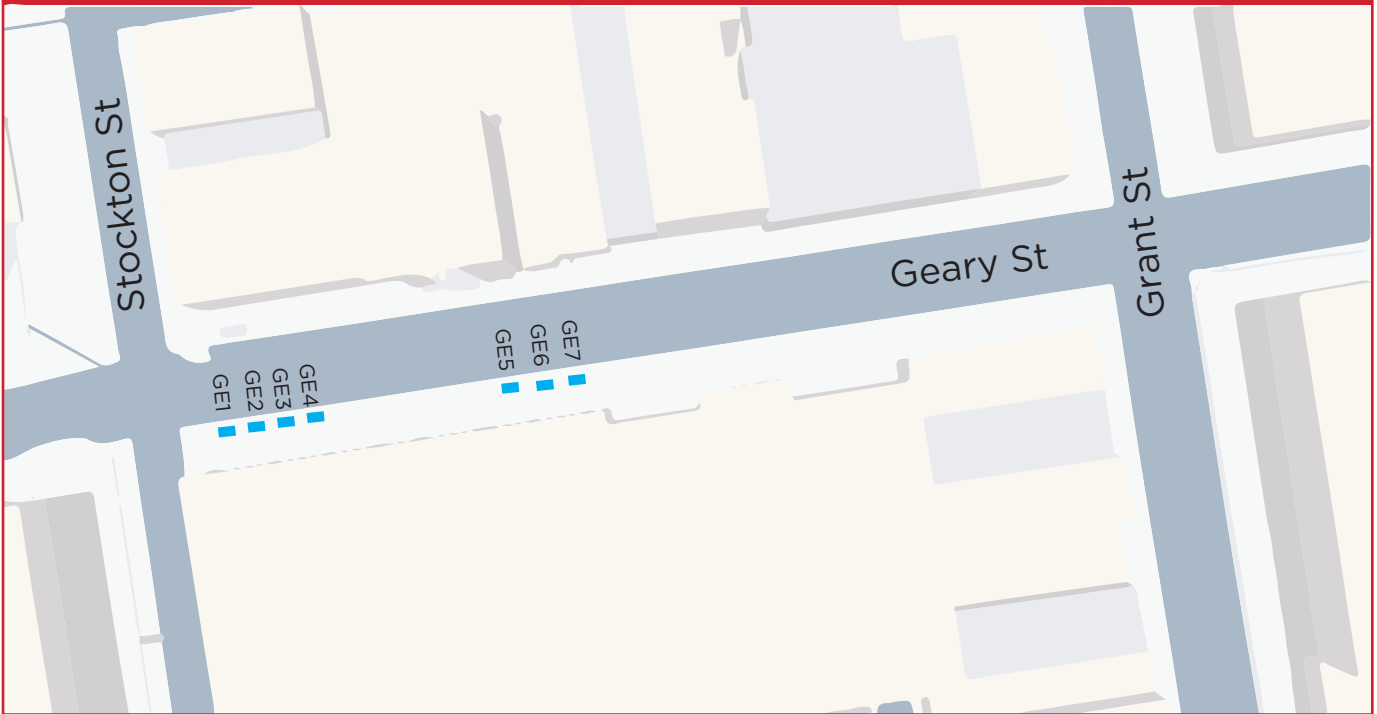 Stockton St
GE1
GE2
GE3
GE4
GE5
GE6
GE7
Geary St
Grant St